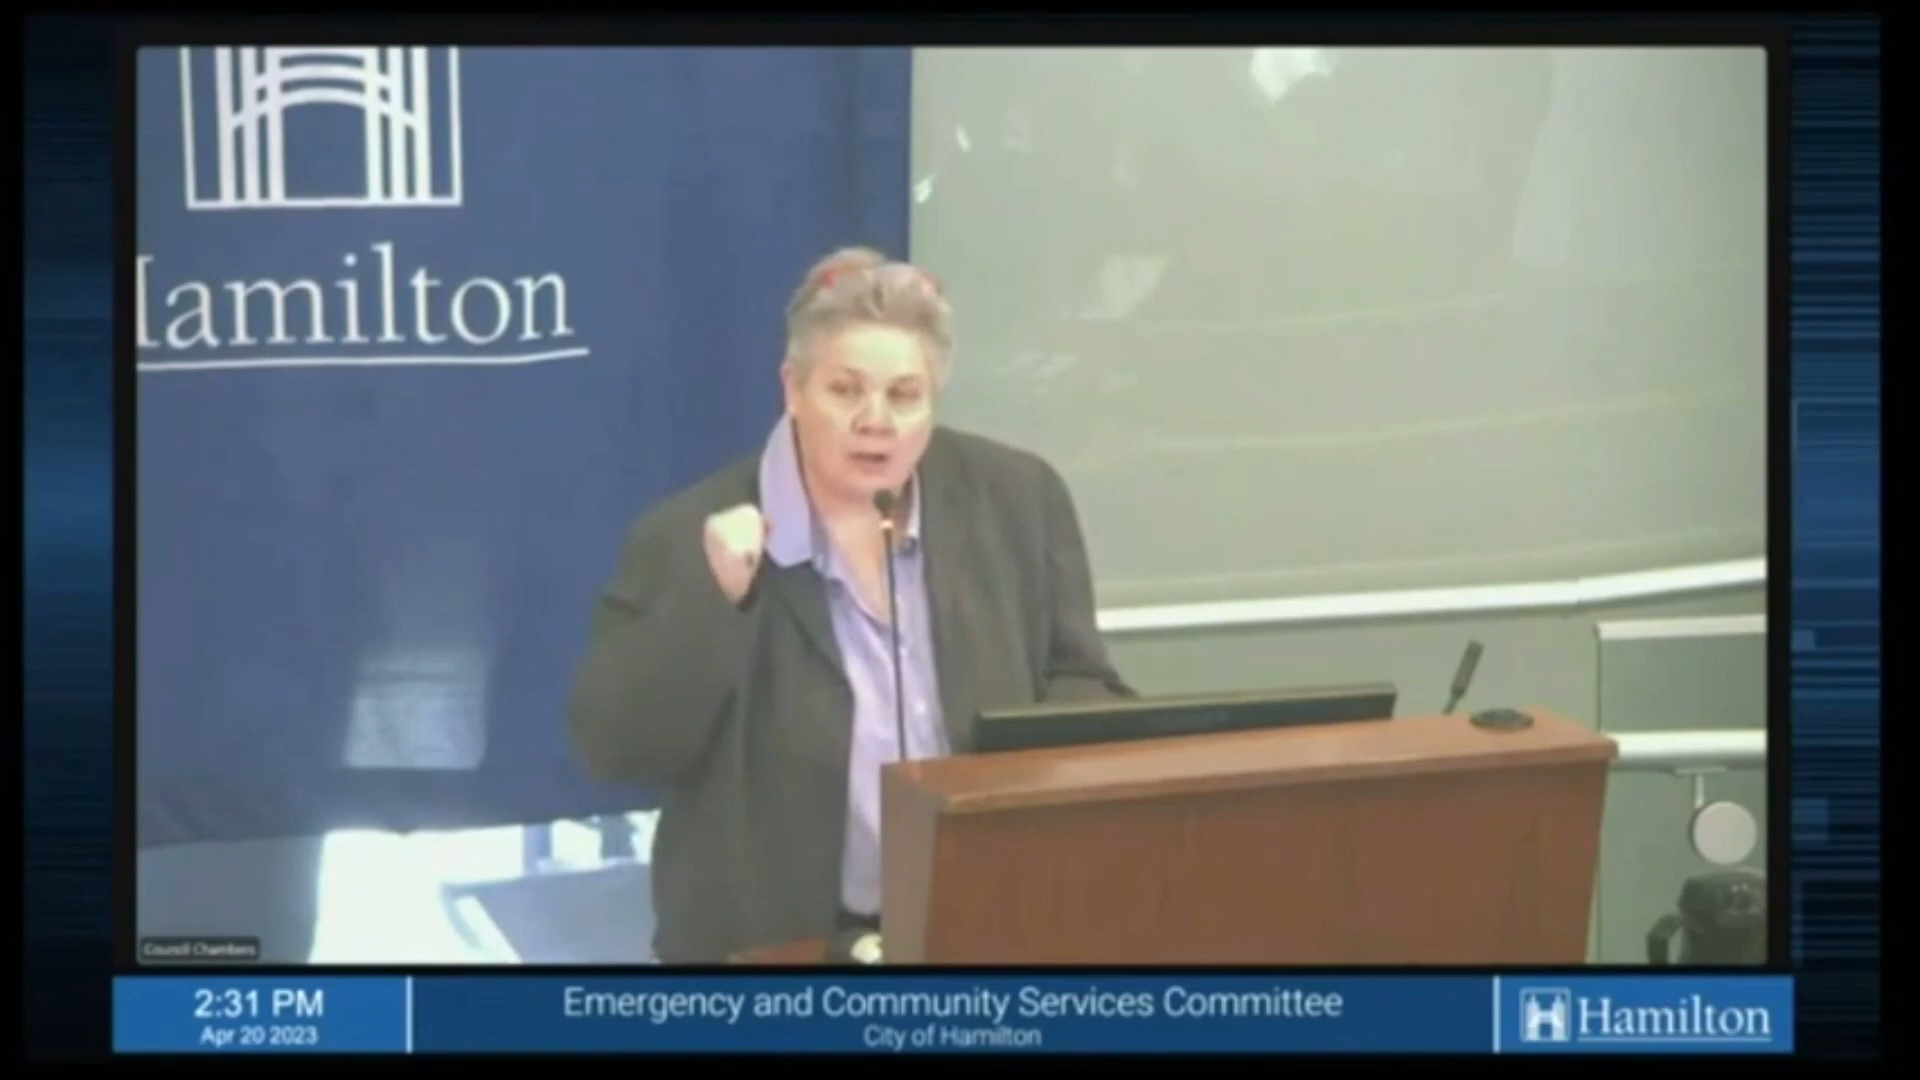 Hamilton
Council Chambers
2:31 PM
Apr 20 2023
Emergency and Community Services Committee
City of Hamilton
Hamilton